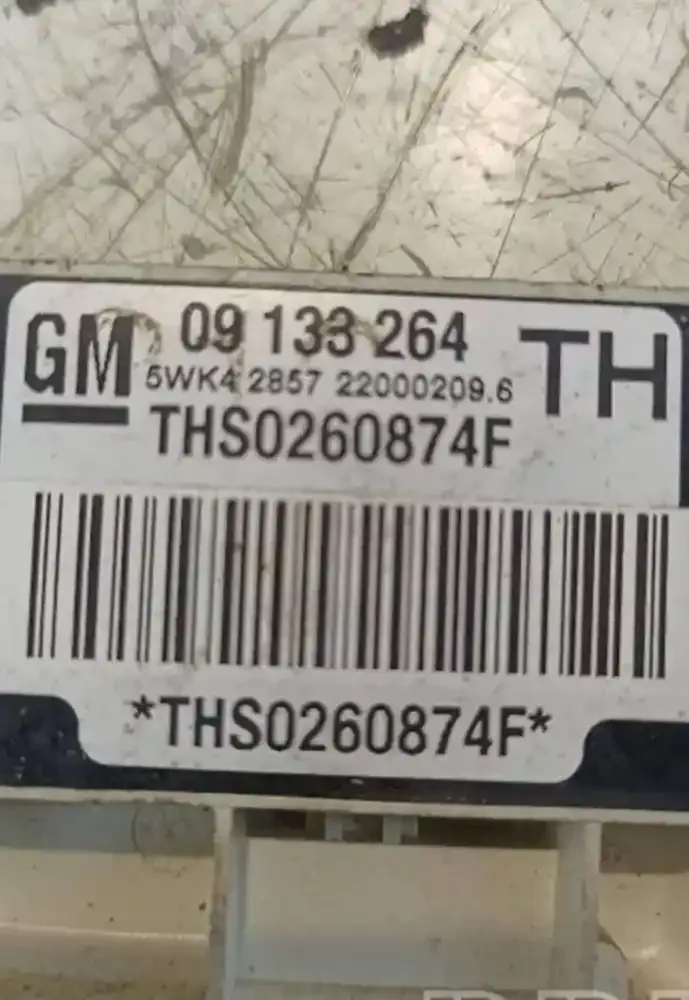 GM 09 133 264 TH
5WK4 2857 22000209.6
THS0260874F
*THS0260874F*